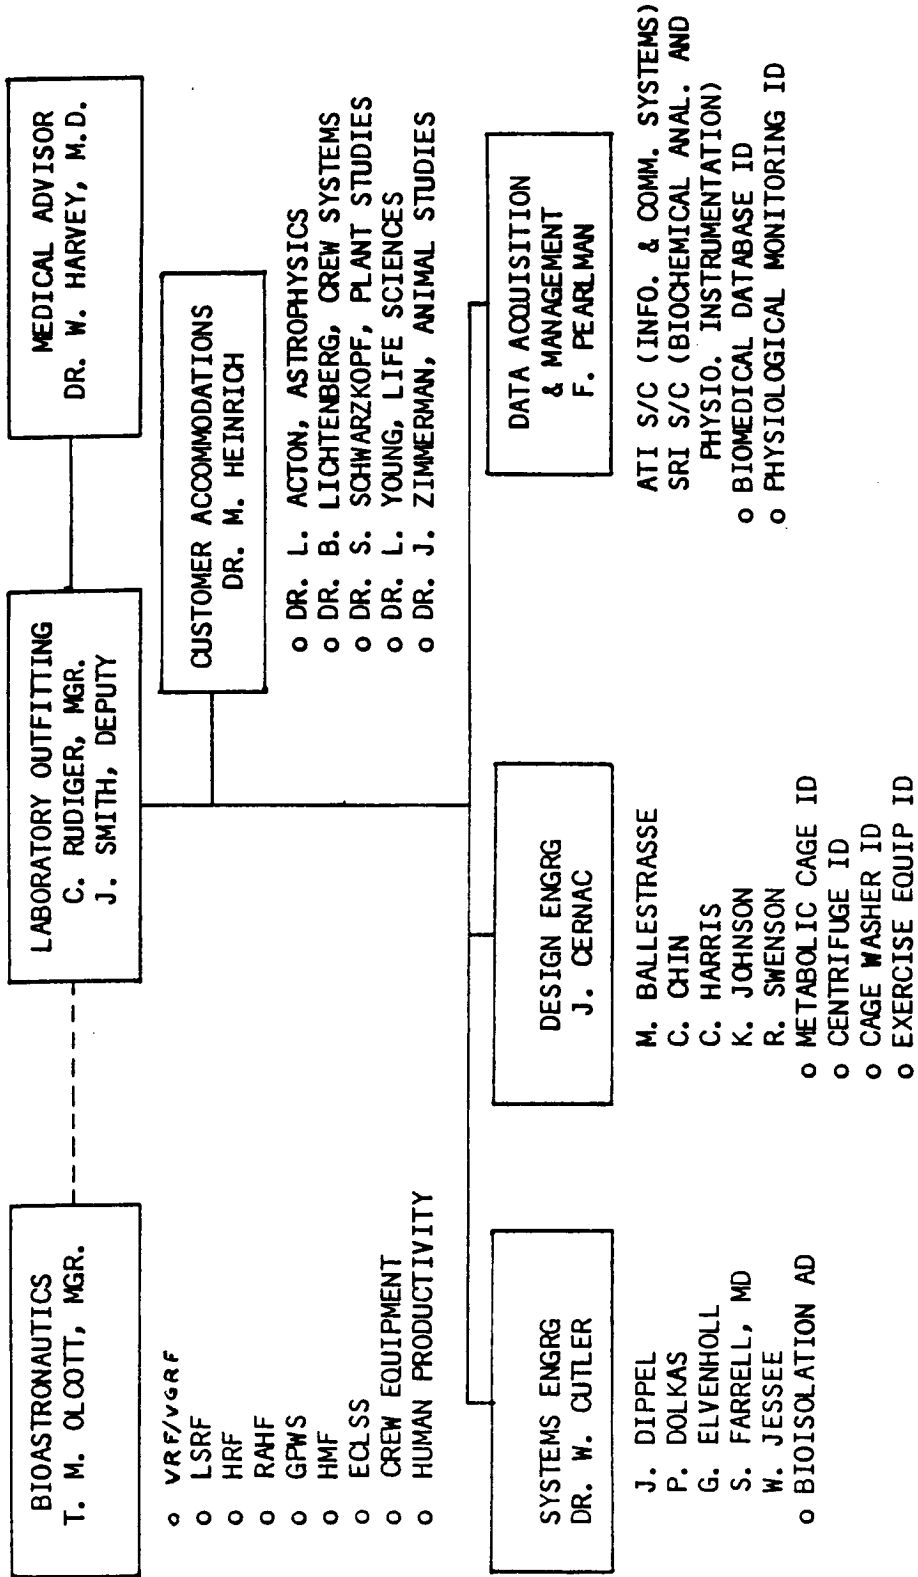 BIOASTRONAUTICS
T. M. OLCOTT, MGR.
o VRF/VGRF
o LSRF
o HRF
o RAHF
o GPWS
o HMF
o ECLSS
o CREW EQUIPMENT
o HUMAN PRODUCTIVITY
LABORATORY OUTFITTING
C. RUDIGER, MGR.
J. SMITH, DEPUTY
MEDICAL ADVISOR
DR. W. HARVEY, M.D.
CUSTOMER ACCOMMODATIONS
DR. M. HEINRICH
o DR. L. ACTON, ASTROPHYSICS
o DR. B. LICHTENBERG, CREW SYSTEMS
o DR. S. SCHWARZKOPF, PLANT STUDIES
o DR. L. YOUNG, LIFE SCIENCES
o DR. J. ZIMMERMAN, ANIMAL STUDIES
SYSTEMS ENGRG
DR. W. CUTLER
J. DIPPEL
P. DOLKAS
G. ELVENHOLL
S. FARRELL, MD
W. JESSEE
o BIOISOLATION AD
DESIGN ENGRG
J. CERNAC
M. BALLESTRASSE
C. CHIN
C. HARRIS
K. JOHNSON
R. SWENSON
o METABOLIC CAGE ID
o CENTRIFUGE ID
o CAGE WASHER ID
o EXERCISE EQUIP ID
DATA ACQUISITION
& MANAGEMENT
F. PEARLMAN
ATI S/C (INFO. & COMM. SYSTEMS)
SRI S/C (BIOCHEMICAL ANAL. AND
PHYSIO. INSTRUMENTATION)
o BIOMEDICAL DATABASE ID
o PHYSIOLOGICAL MONITORING ID